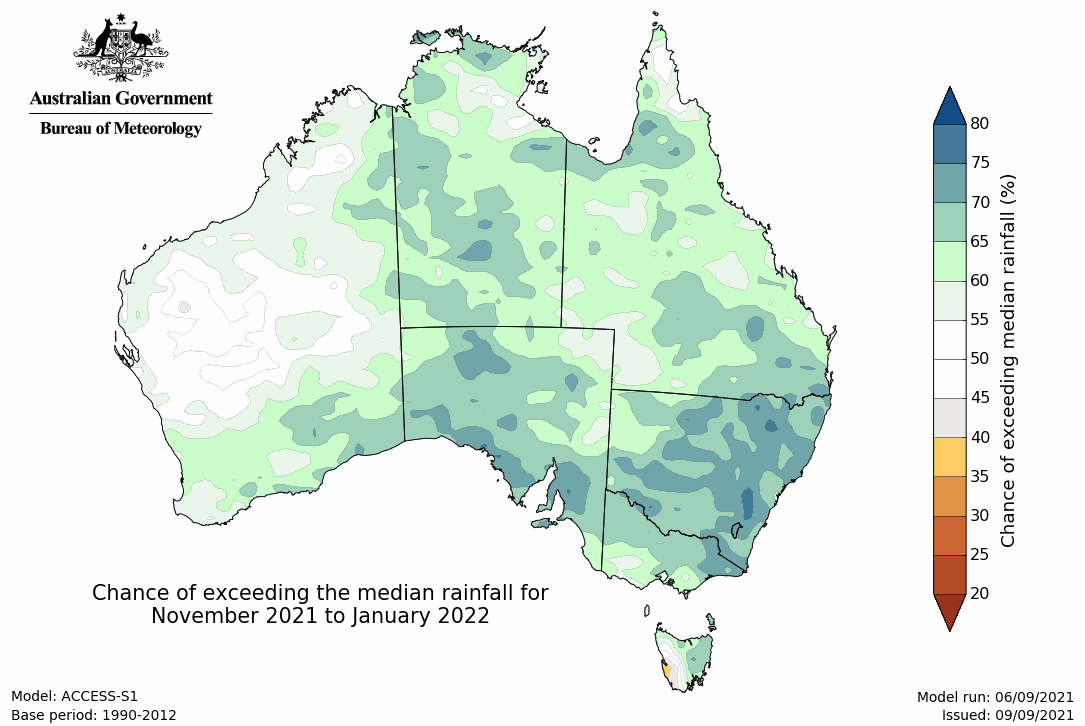 AUSTRALIA
Australian Government
Bureau of Meteorology
80
75
70
65
60
55
50
45
40
35
30
25
20
Chance of exceeding median rainfall (%)
Chance of exceeding the median rainfall for
November 2021 to January 2022
Model: ACCESS-S1
Base period: 1990-2012
Model run: 06/09/2021
Issued: 09/09/2021